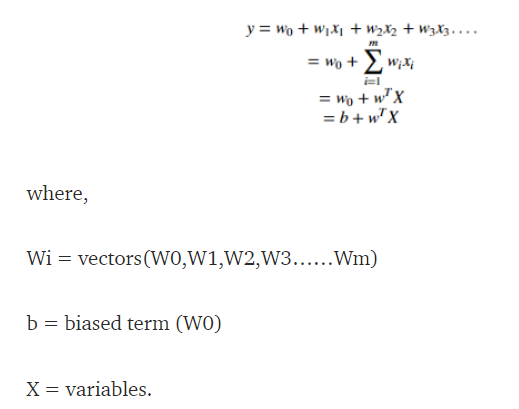 y = w₀ + w₁x₁ + w₂x₂ + w₃x₃....
= w₀ + ∑ᵢ₌₁ᵐ wᵢxᵢ
= w₀ + wᵀX
= b + wᵀX
where,
Wi = vectors(W0,W1,W2,W3......Wm)
b = biased term (W0)
X = variables.